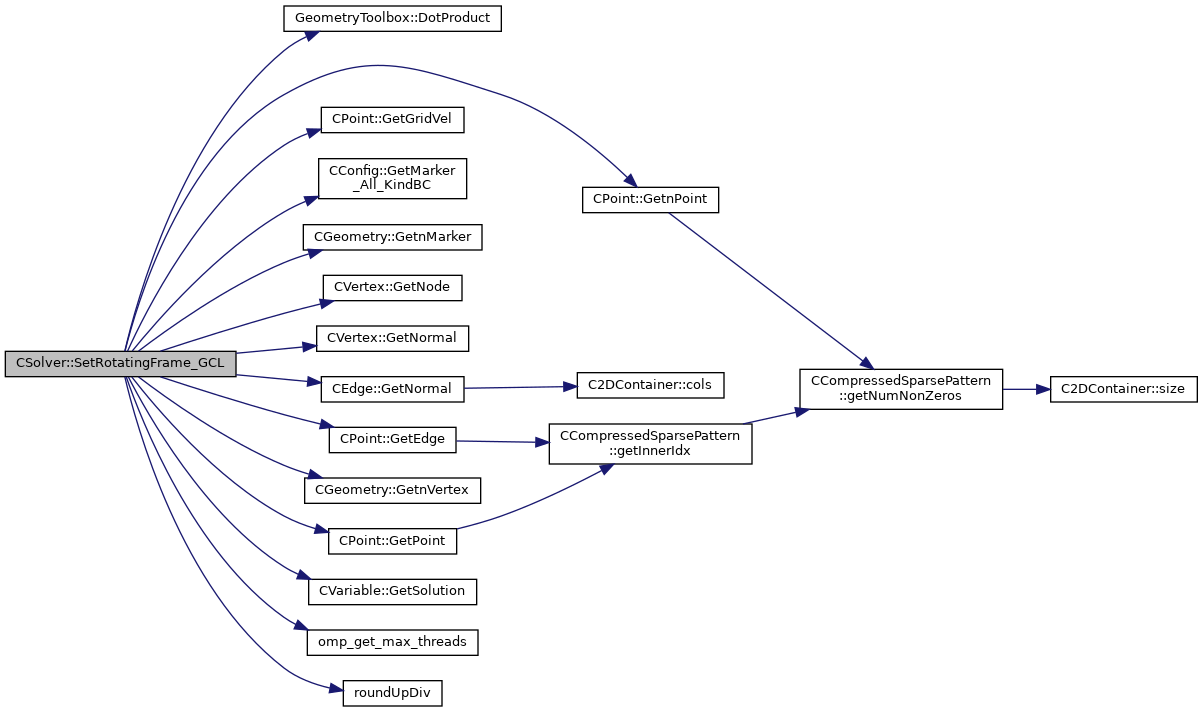 GeometryToolbox::DotProduct
CPoint::GetGridVel
CConfig::GetMarker
_All_KindBC
CPoint::GetnPoint
CGeometry::GetnMarker
CVertex::GetNode
CVertex::GetNormal
CSolver::SetRotatingFrame_GCL
CEdge::GetNormal
C2DContainer::cols
CCompressedSparsePattern
::getNumNonZeros
C2DContainer::size
CPoint::GetEdge
CCompressedSparsePattern
::getInnerIdx
CGeometry::GetnVertex
CPoint::GetPoint
CVariable::GetSolution
omp_get_max_threads
roundUpDiv